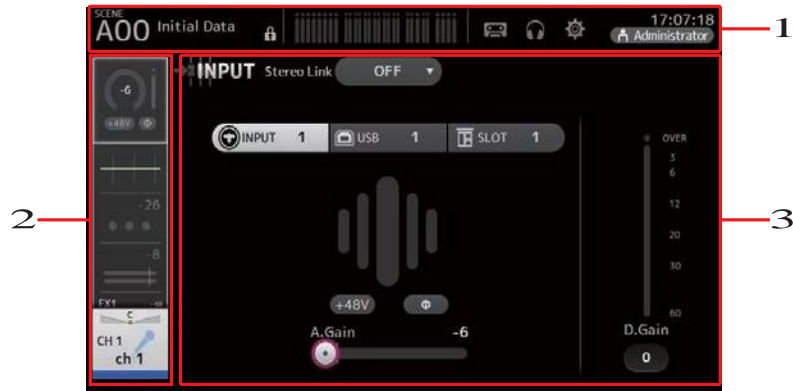 SCENE
A00 Initial Data
17:07:18
Administrator
1
-6
+48V Φ
-26
-8
FX1 -∞
C
CH 1
ch 1
2
INPUT Stereo Link OFF
INPUT 1 USB 1 SLOT 1
+48V Φ
A.Gain -6
OVER
3
6
12
20
30
60
D.Gain
0
3